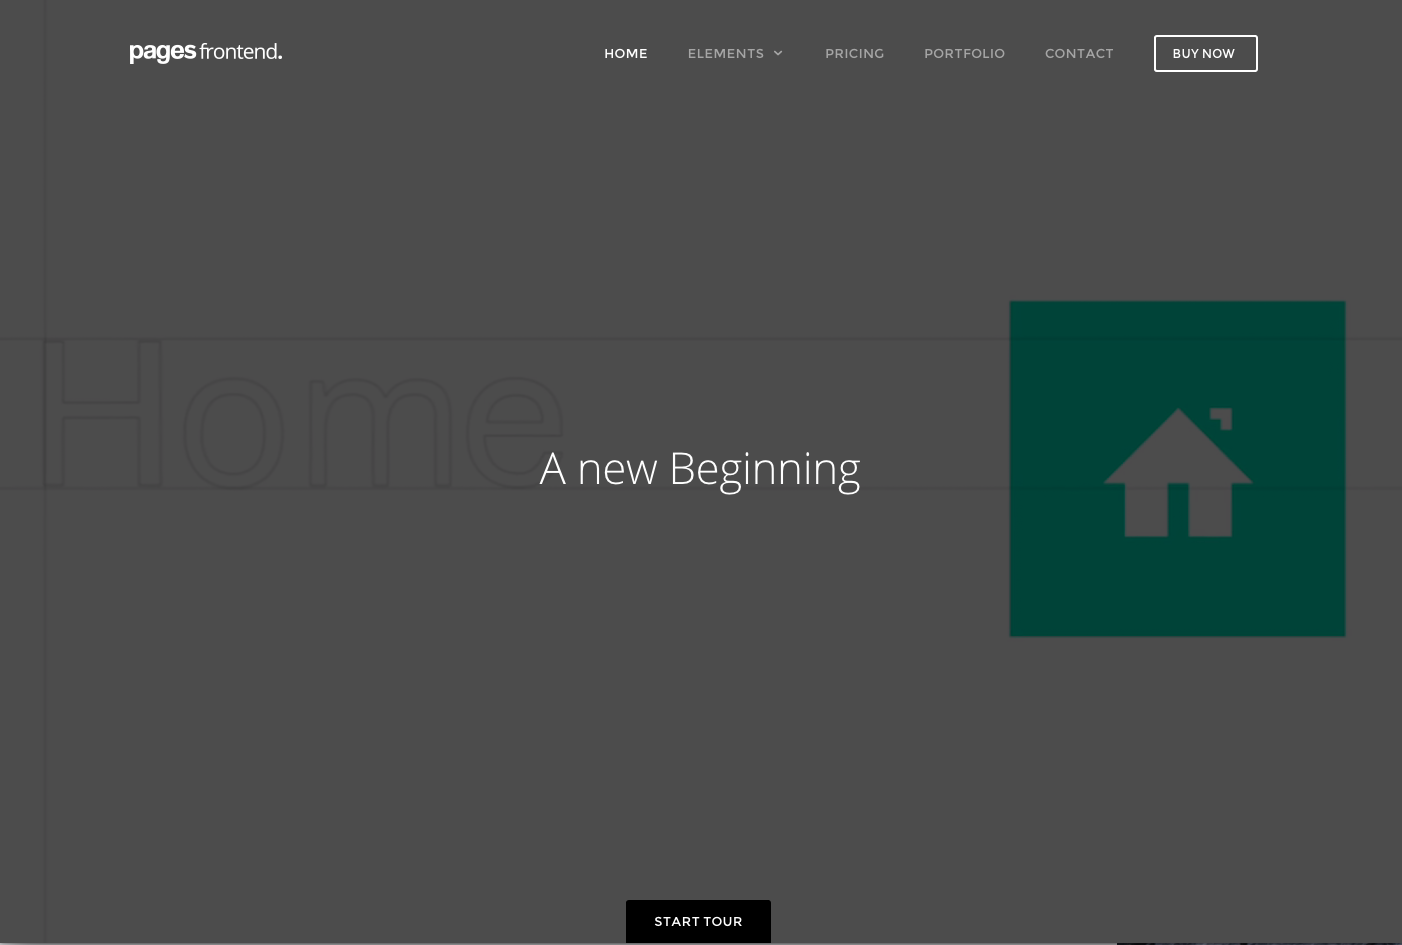 pages frontend.
HOME
ELEMENTS
PRICING
PORTFOLIO
CONTACT
BUY NOW
Home
A new Beginning
START TOUR